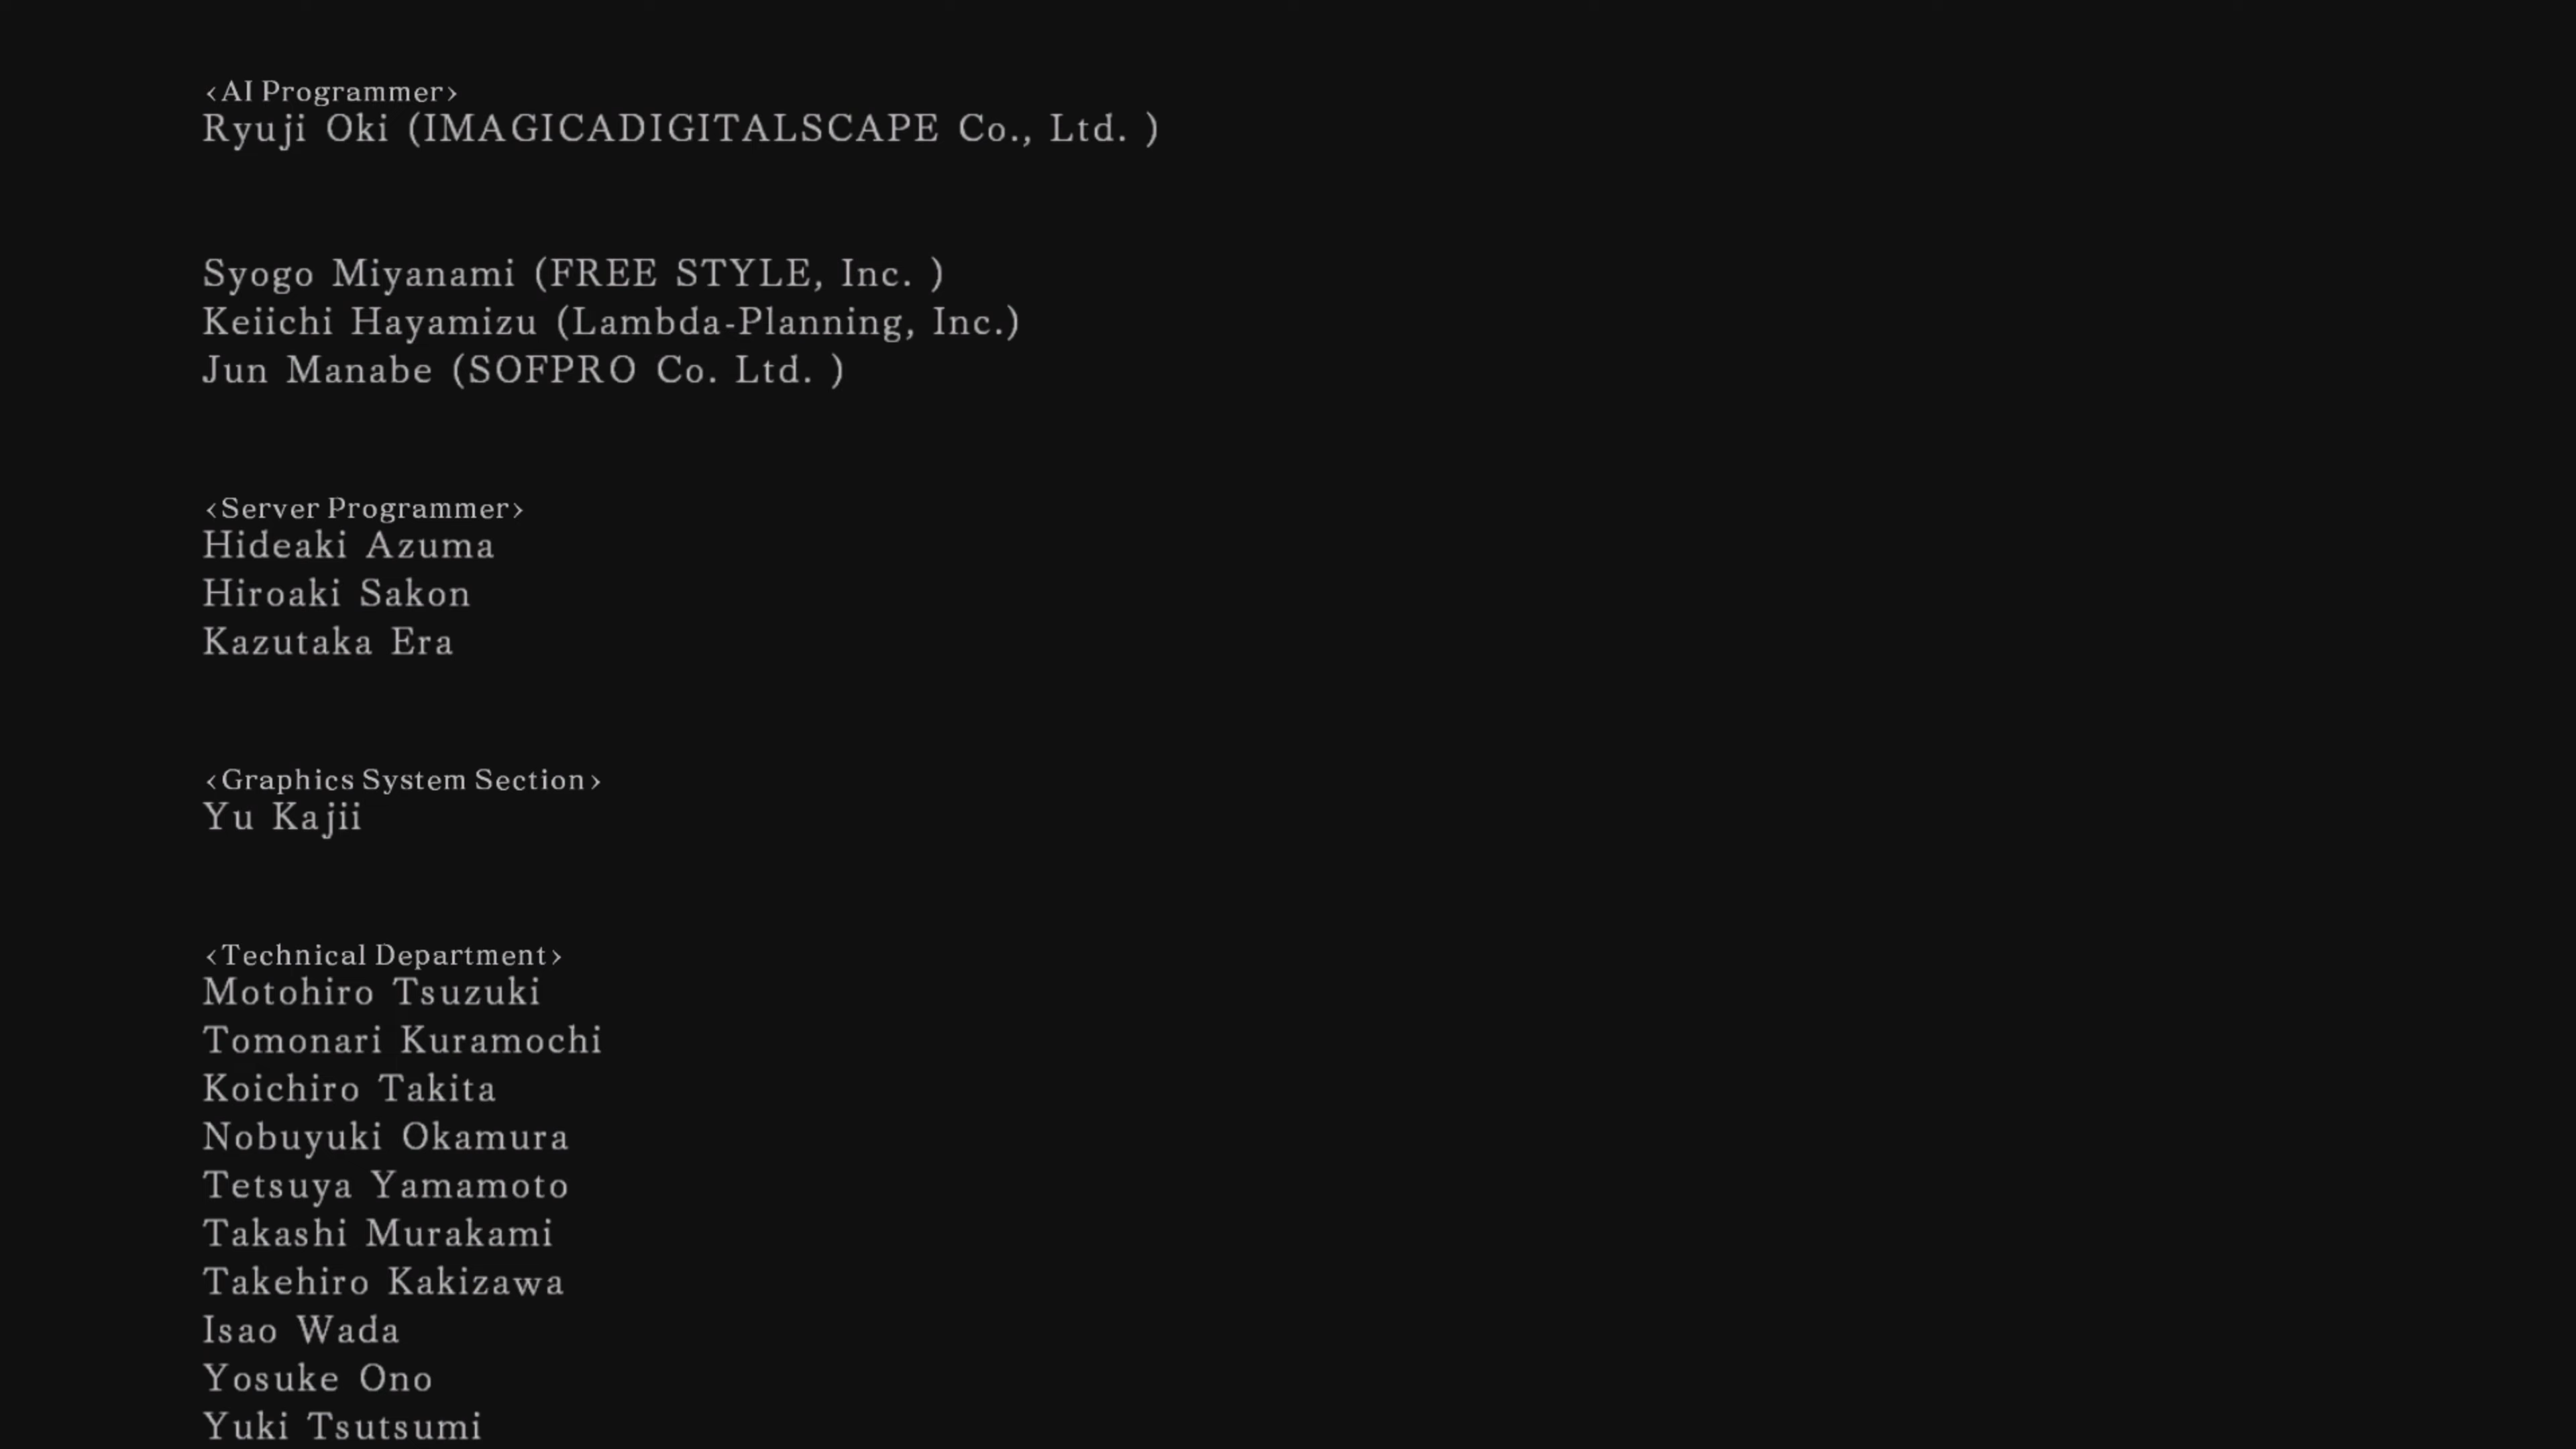 ‹AI Programmer›
Ryuji Oki (IMAGICADIGITALSCAPE Co., Ltd. )
Syogo Miyanami (FREE STYLE, Inc. )
Keiichi Hayamizu (Lambda-Planning, Inc.)
Jun Manabe (SOFPRO Co. Ltd. )
‹Server Programmer›
Hideaki Azuma
Hiroaki Sakon
Kazutaka Era
‹Graphics System Section›
Yu Kajii
‹Technical Department›
Motohiro Tsuzuki
Tomonari Kuramochi
Koichiro Takita
Nobuyuki Okamura
Tetsuya Yamamoto
Takashi Murakami
Takehiro Kakizawa
Isao Wada
Yosuke Ono
Yuki Tsutsumi